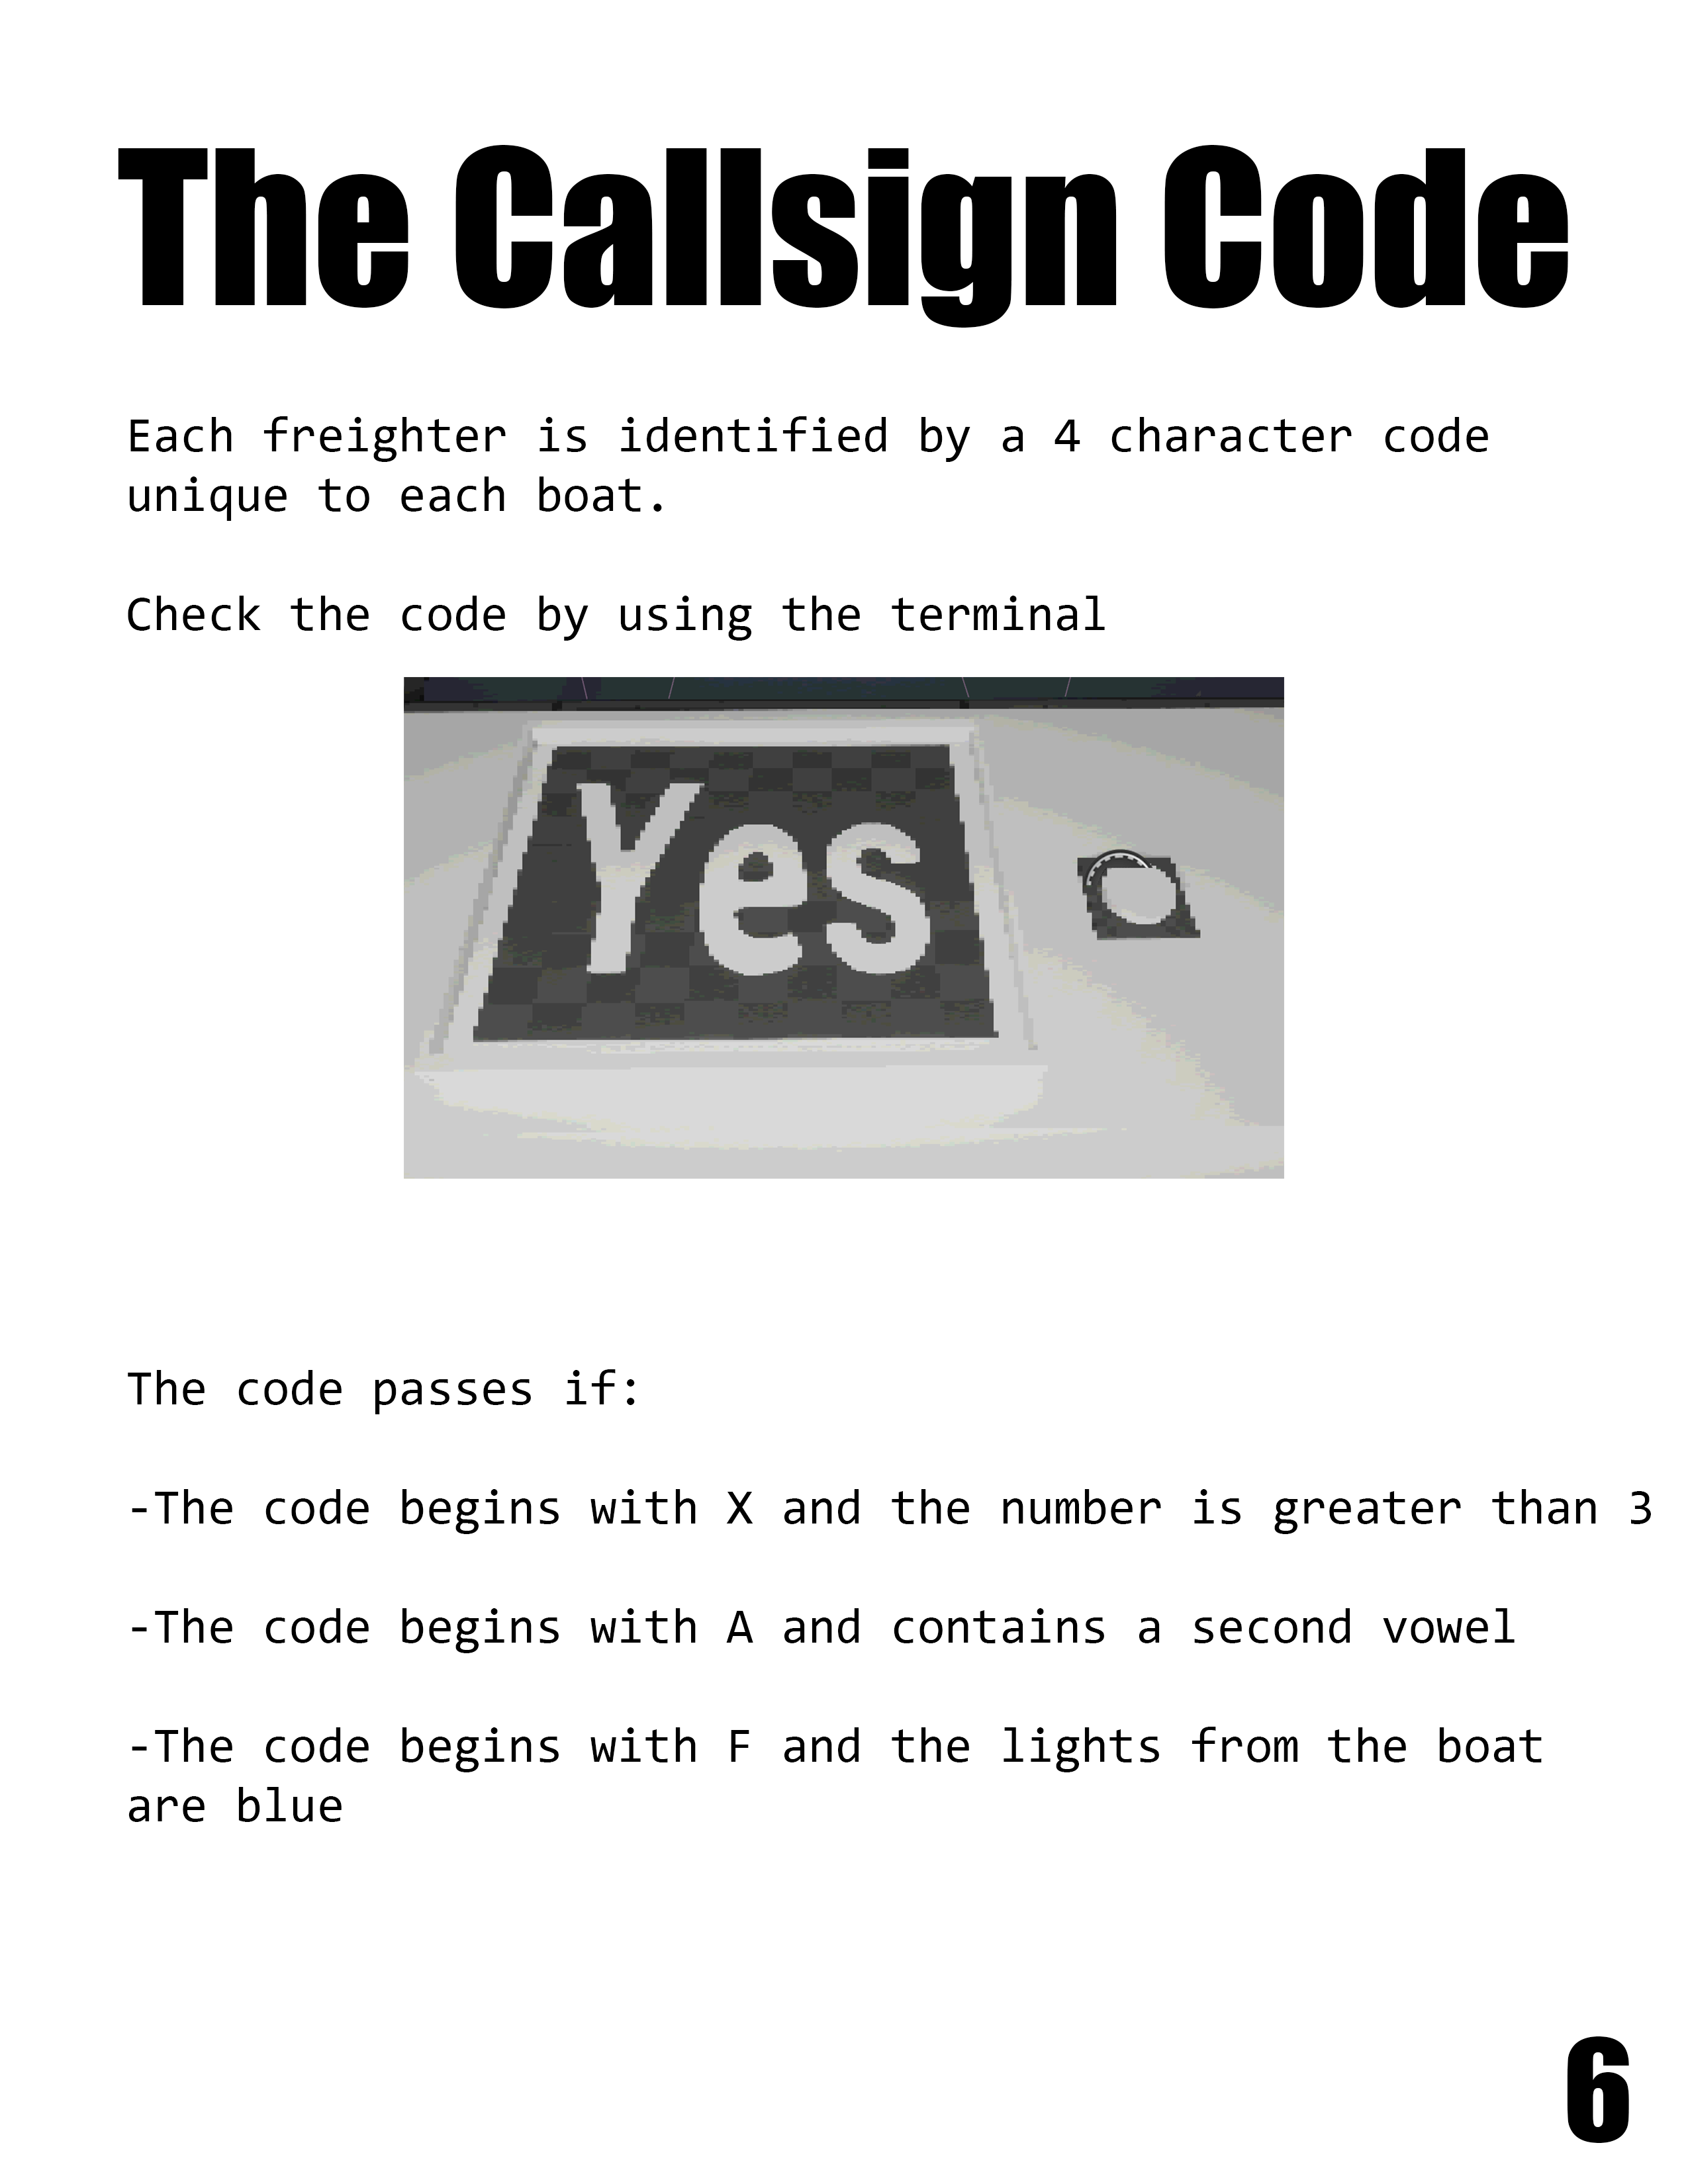 The Callsign Code
Each freighter is identified by a 4 character code
unique to each boat.
Check the code by using the terminal
Yes
The code passes if:
-The code begins with X and the number is greater than 3
-The code begins with A and contains a second vowel
-The code begins with F and the lights from the boat
are blue
6